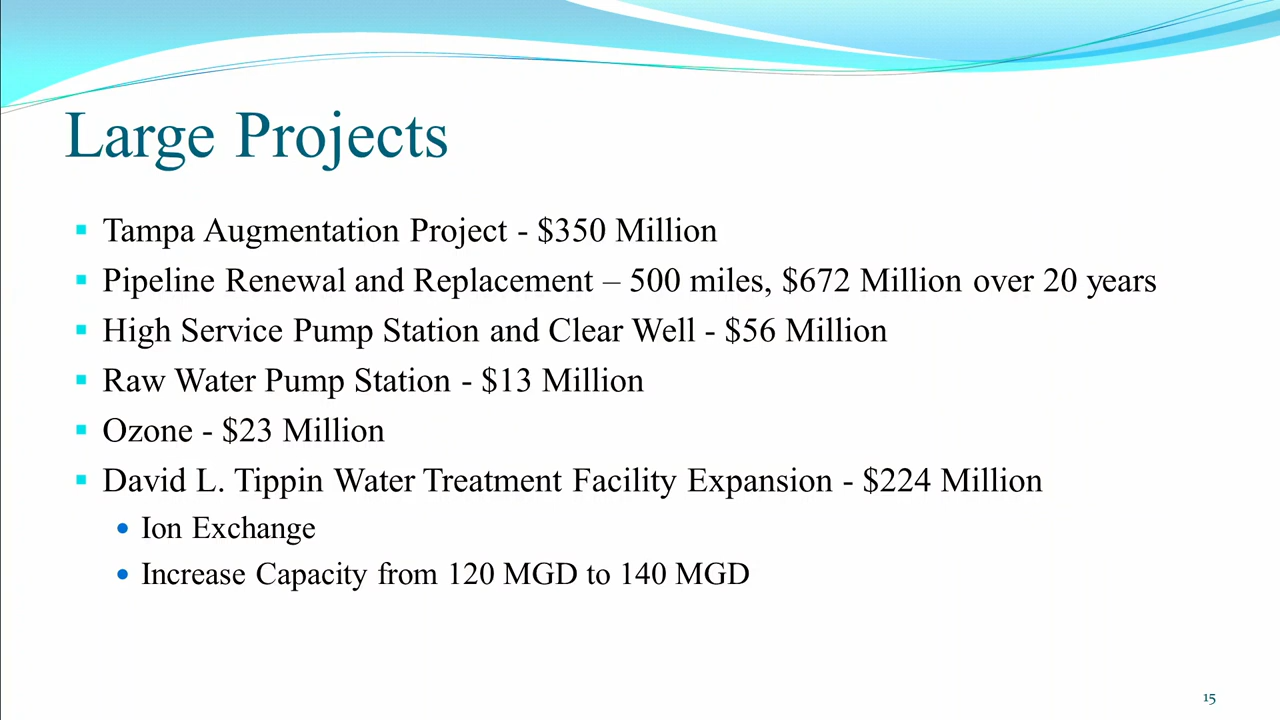 Large Projects
Tampa Augmentation Project - $350 Million
Pipeline Renewal and Replacement – 500 miles, $672 Million over 20 years
High Service Pump Station and Clear Well - $56 Million
Raw Water Pump Station - $13 Million
Ozone - $23 Million
David L. Tippin Water Treatment Facility Expansion - $224 Million
Ion Exchange
Increase Capacity from 120 MGD to 140 MGD
15